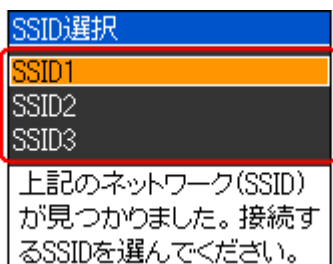 SSID選択
SSID1
SSID2
SSID3
上記のネットワーク(SSID)
が見つかりました。接続す
るSSIDを選んでください。